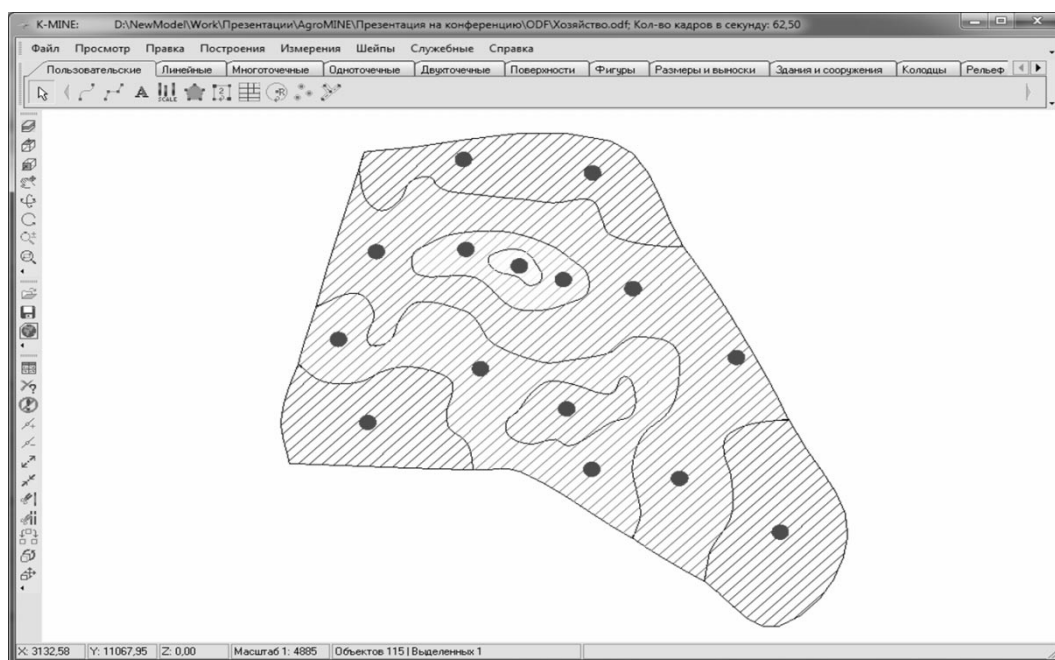 K-MINE: D:\NewModel\Work\Презентации\AgroMINE\Презентация на конференцию\ODF\Хозяйство.odf; Кол-во кадров в секунду: 62,50
Файл Просмотр Правка Построения Измерения Шейпы Служебные Справка
Пользовательские Линейные Многоточечные Одноточечные Двухточечные Поверхности Фигуры Размеры и выноски Здания и сооружения Колодцы Рельеф
A SCALE R
X: 3132,58 Y: 11067,95 Z: 0,00 Масштаб 1: 4885 Объектов 115 | Выделенных 1